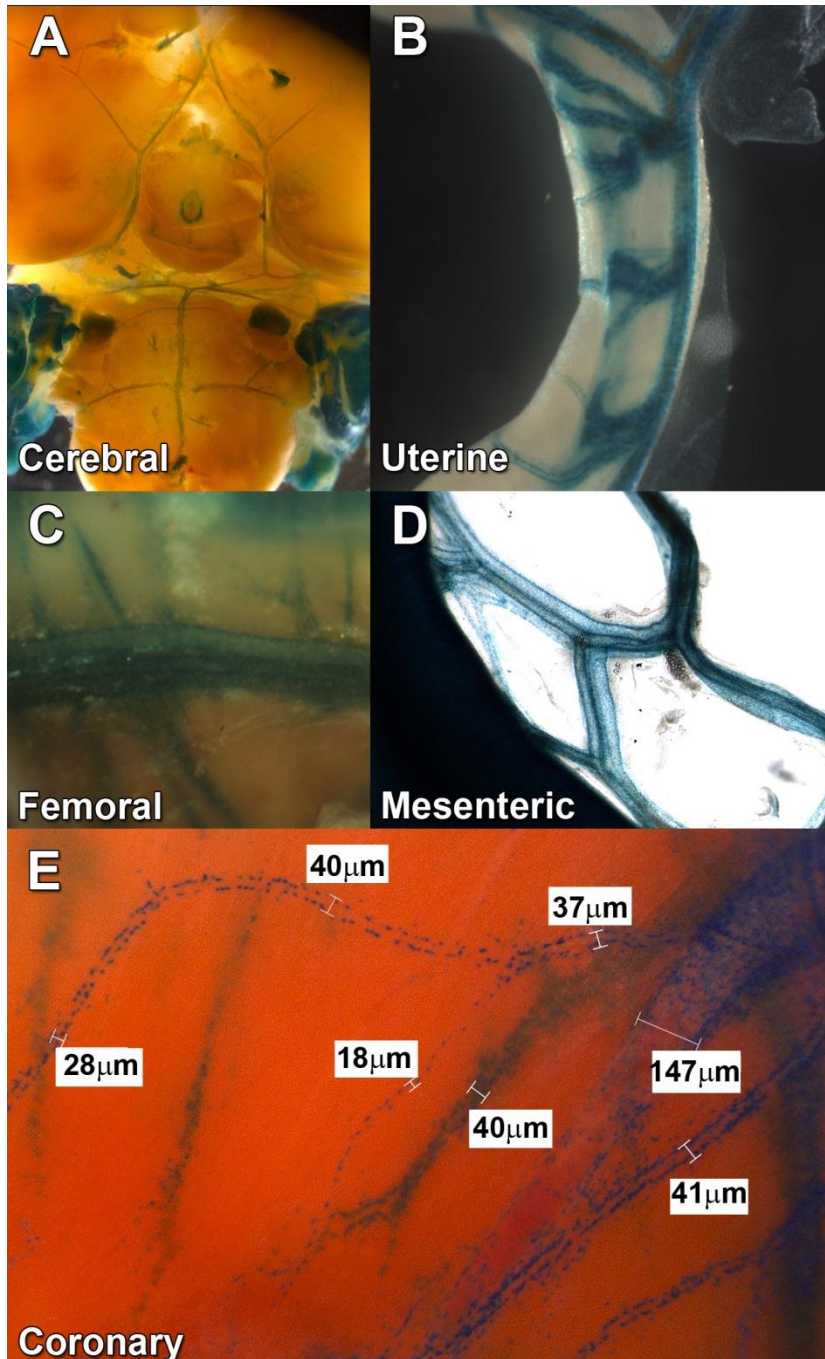 A
B
Cerebral
Uterine
C
D
Femoral
Mesenteric
E
40μm
37μm
28μm
18μm
147μm
40μm
41μm
Coronary